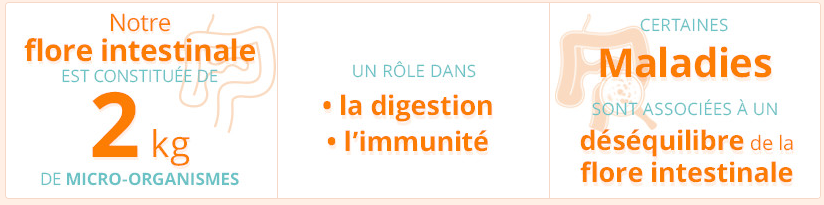 Notre
flore intestinale
EST CONSTITUÉE DE
2 kg
DE MICRO-ORGANISMES
UN RÔLE DANS
• la digestion
• l’immunité
CERTAINES
Maladies
SONT ASSOCIÉES À UN
déséquilibre de la
flore intestinale